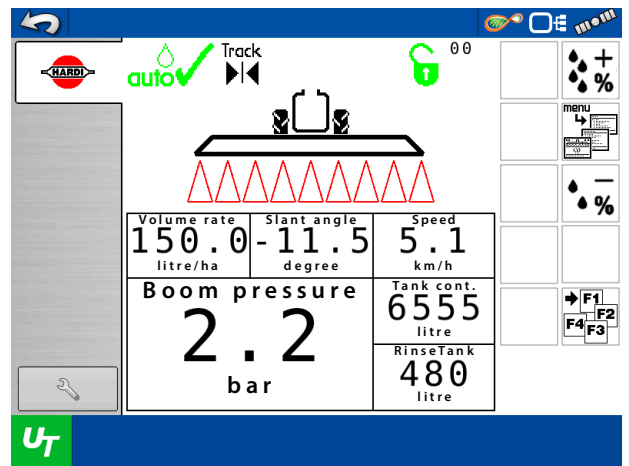 HARDI
auto
Track
00
+
%
menu
−
%
F1
F2
F4
F3
Volume rate
150.0
litre/ha
Slant angle
-11.5
degree
Speed
5.1
km/h
Boom pressure
2.2
bar
Tank cont.
6555
litre
RinseTank
480
litre
UT